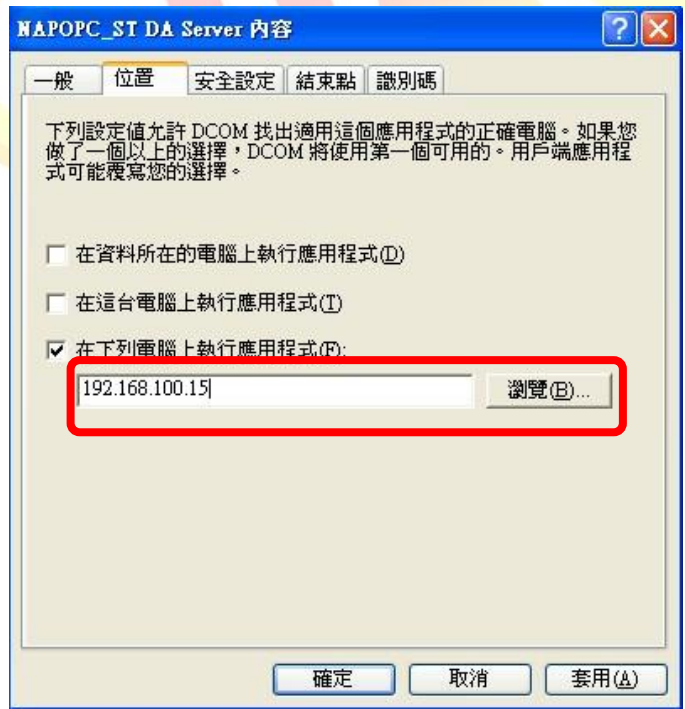 NAPOPC_ST DA Server 內容
一般 位置 安全設定 結束點 識別碼
下列設定值允許 DCOM 找出適用這個應用程式的正確電腦。如果您
做了一個以上的選擇，DCOM 將使用第一個可用的。用戶端應用程
式可能覆寫您的選擇。
在資料所在的電腦上執行應用程式(D)
在這台電腦上執行應用程式(T)
在下列電腦上執行應用程式(F):
192.168.100.15 瀏覽(B)...
確定 取消 套用(A)